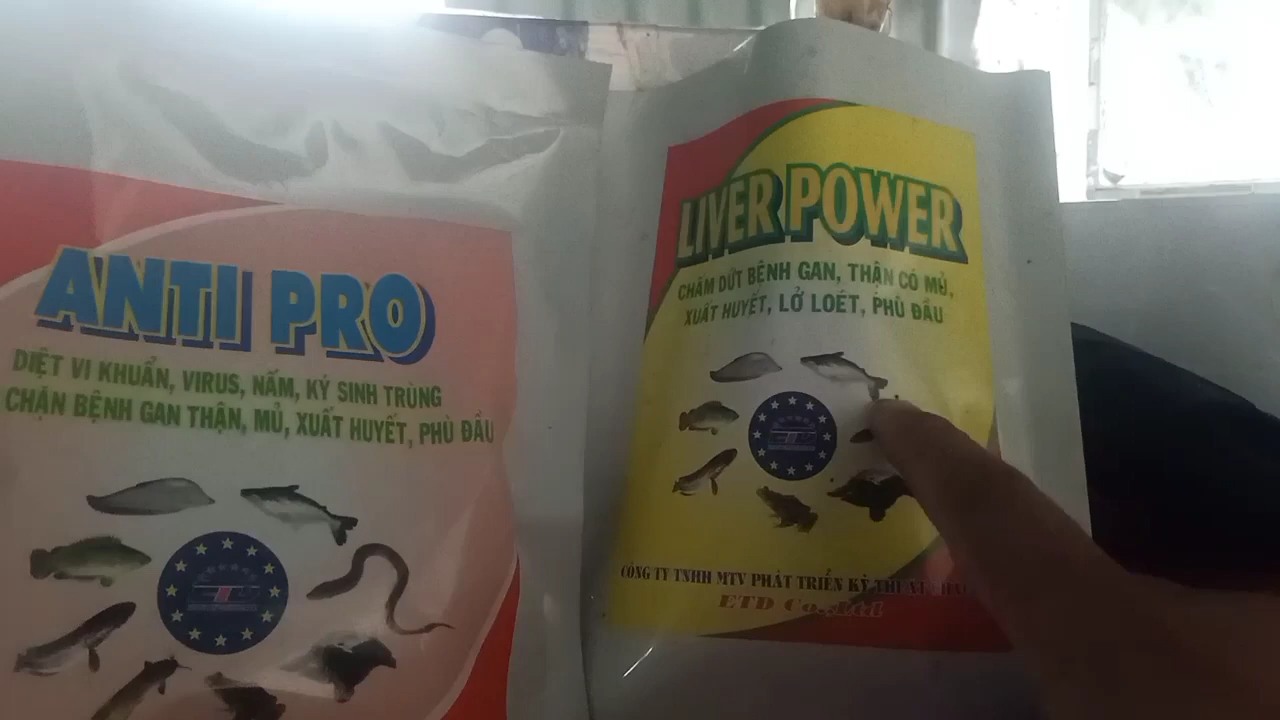 ANTI PRO
DIỆT VI KHUẨN, VIRUS, NẤM, KÝ SINH TRÙNG
CHẶN BỆNH GAN THẬN, MỦ, XUẤT HUYẾT, PHÙ ĐẦU
LIVER POWER
CHẤM DỨT BỆNH GAN, THẬN CÓ MỦ,
XUẤT HUYẾT, LỞ LOÉT, PHÙ ĐẦU
CÔNG TY TNHH MTV PHÁT TRIỂN KỸ THUẬT
ETD Co.,Ltd